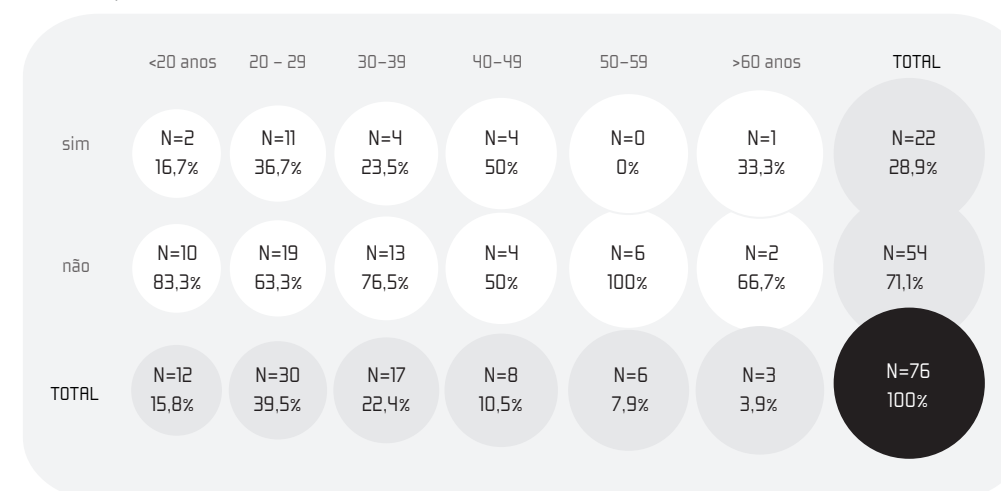 <20 anos 20 – 29 30–39 40–49 50–59 >60 anos TOTAL
sim
N=2 N=11 N=4 N=4 N=0 N=1 N=22
16,7% 36,7% 23,5% 50% 0% 33,3% 28,9%
não
N=10 N=19 N=13 N=4 N=6 N=2 N=54
83,3% 63,3% 76,5% 50% 100% 66,7% 71,1%
TOTAL
N=12 N=30 N=17 N=8 N=6 N=3 N=76
15,8% 39,5% 22,4% 10,5% 7,9% 3,9% 100%